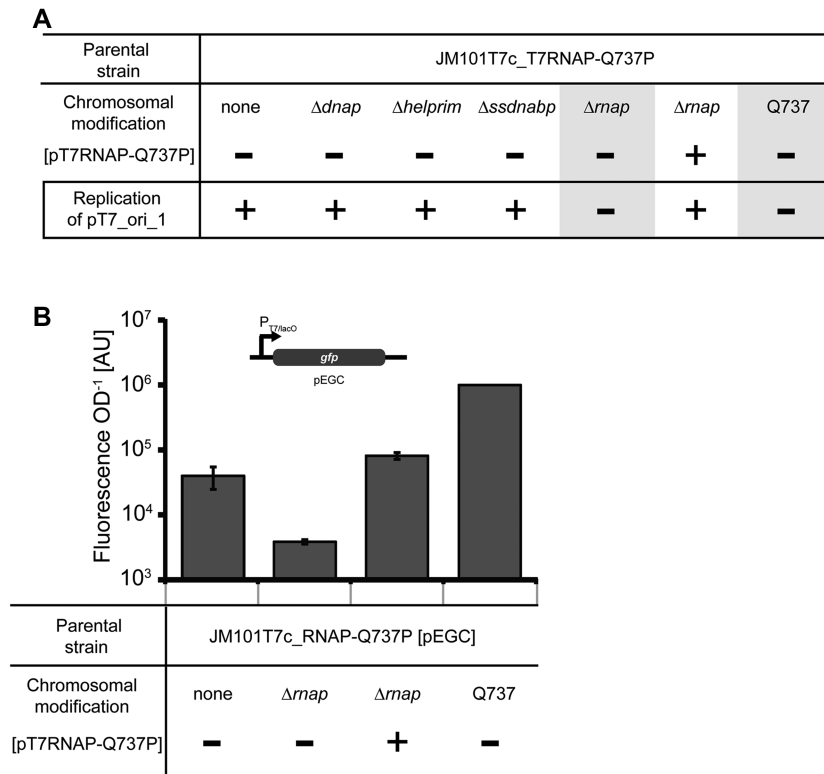 A
Parental
strain
JM101T7c_T7RNAP-Q737P
Chromosomal
modification
none Δdnap Δhelprim Δssdnabp Δrnap Δrnap Q737
[pT7RNAP-Q737P]
− − − − − + −
Replication
of pT7_ori_1
+ + + + − + −
B
Fluorescence OD⁻¹ [AU]
10⁷
10⁶
10⁵
10⁴
10³
P T7/lacO
gfp
pEGC
Parental
strain
JM101T7c_RNAP-Q737P [pEGC]
Chromosomal
modification
none Δrnap Δrnap Q737
[pT7RNAP-Q737P]
− − + −